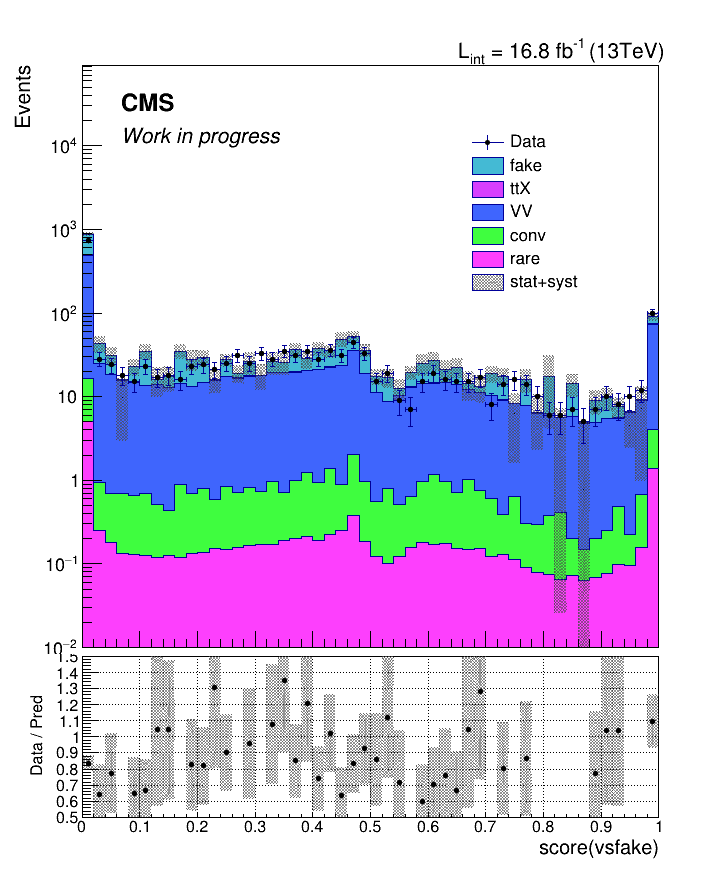 L_int = 16.8 fb^-1 (13TeV)
Events
CMS
Work in progress
Data
fake
ttX
VV
conv
rare
stat+syst
10^4
10^3
10^2
10
1
10^-1
10^-2
Data / Pred
1.5
1.4
1.3
1.2
1.1
1
0.9
0.8
0.7
0.6
0.5
0 0.1 0.2 0.3 0.4 0.5 0.6 0.7 0.8 0.9 1
score(vsfake)